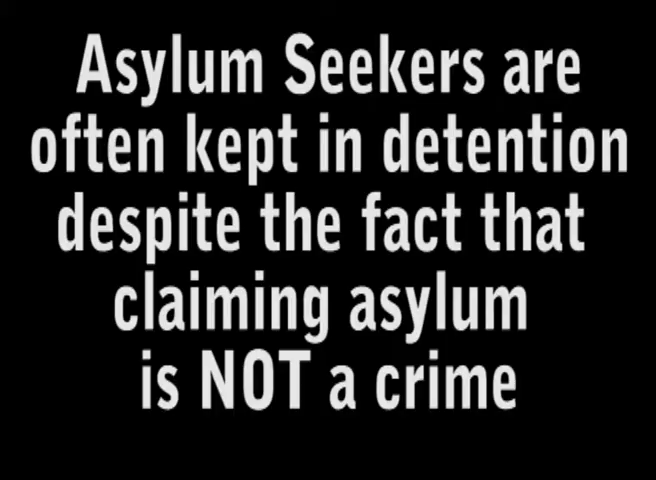 Asylum Seekers are
often kept in detention
despite the fact that
claiming asylum
is NOT a crime